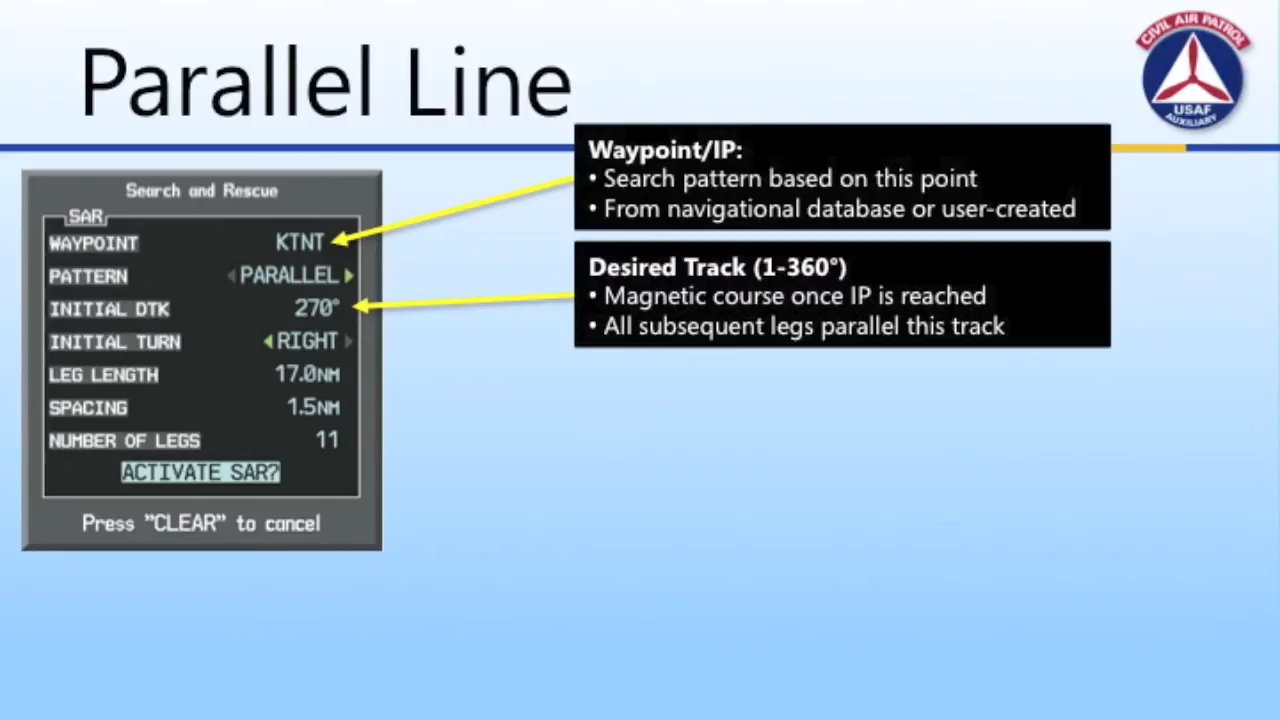 Parallel Line
CIVIL AIR PATROL
USAF
AUXILIARY
Waypoint/IP:
• Search pattern based on this point
• From navigational database or user-created
Desired Track (1-360°)
• Magnetic course once IP is reached
• All subsequent legs parallel this track
Search and Rescue
SAR
WAYPOINT KTNT
PATTERN PARALLEL
INITIAL DTK 270°
INITIAL TURN RIGHT
LEG LENGTH 17.0NM
SPACING 1.5NM
NUMBER OF LEGS 11
ACTIVATE SAR?
Press "CLEAR" to cancel